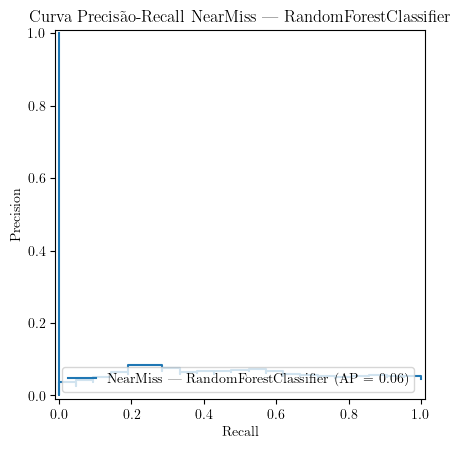 Curva Precisão-Recall NearMiss — RandomForestClassifier
1.0
0.8
0.6
0.4
0.2
0.0
Precision
NearMiss — RandomForestClassifier (AP = 0.06)
0.0 0.2 0.4 0.6 0.8 1.0
Recall